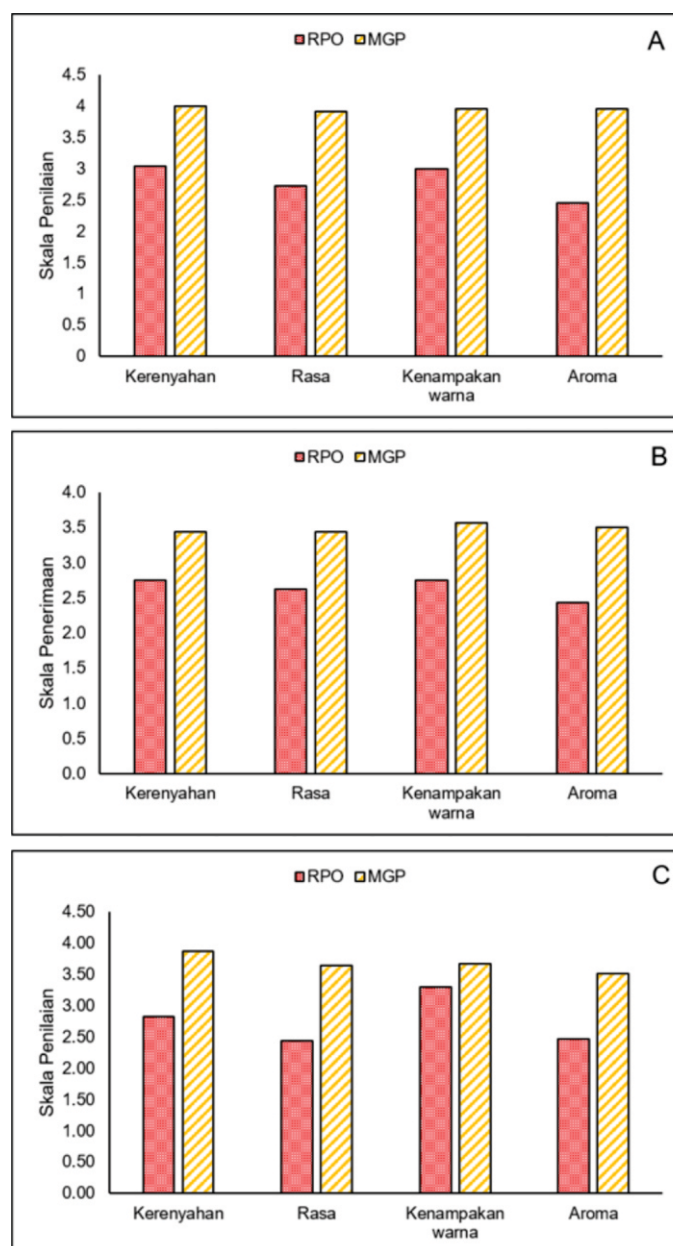 RPO MGP
A
4.5
4
3.5
3
2.5
2
1.5
1
0.5
0
Skala Penilaian
Kerenyahan Rasa Kenampakan Aroma
warna
RPO MGP
B
4.0
3.5
3.0
2.5
2.0
1.5
1.0
0.5
0.0
Skala Penerimaan
Kerenyahan Rasa Kenampakan Aroma
warna
RPO MGP
C
4.50
4.00
3.50
3.00
2.50
2.00
1.50
1.00
0.50
0.00
Skala Penilaian
Kerenyahan Rasa Kenampakan Aroma
warna